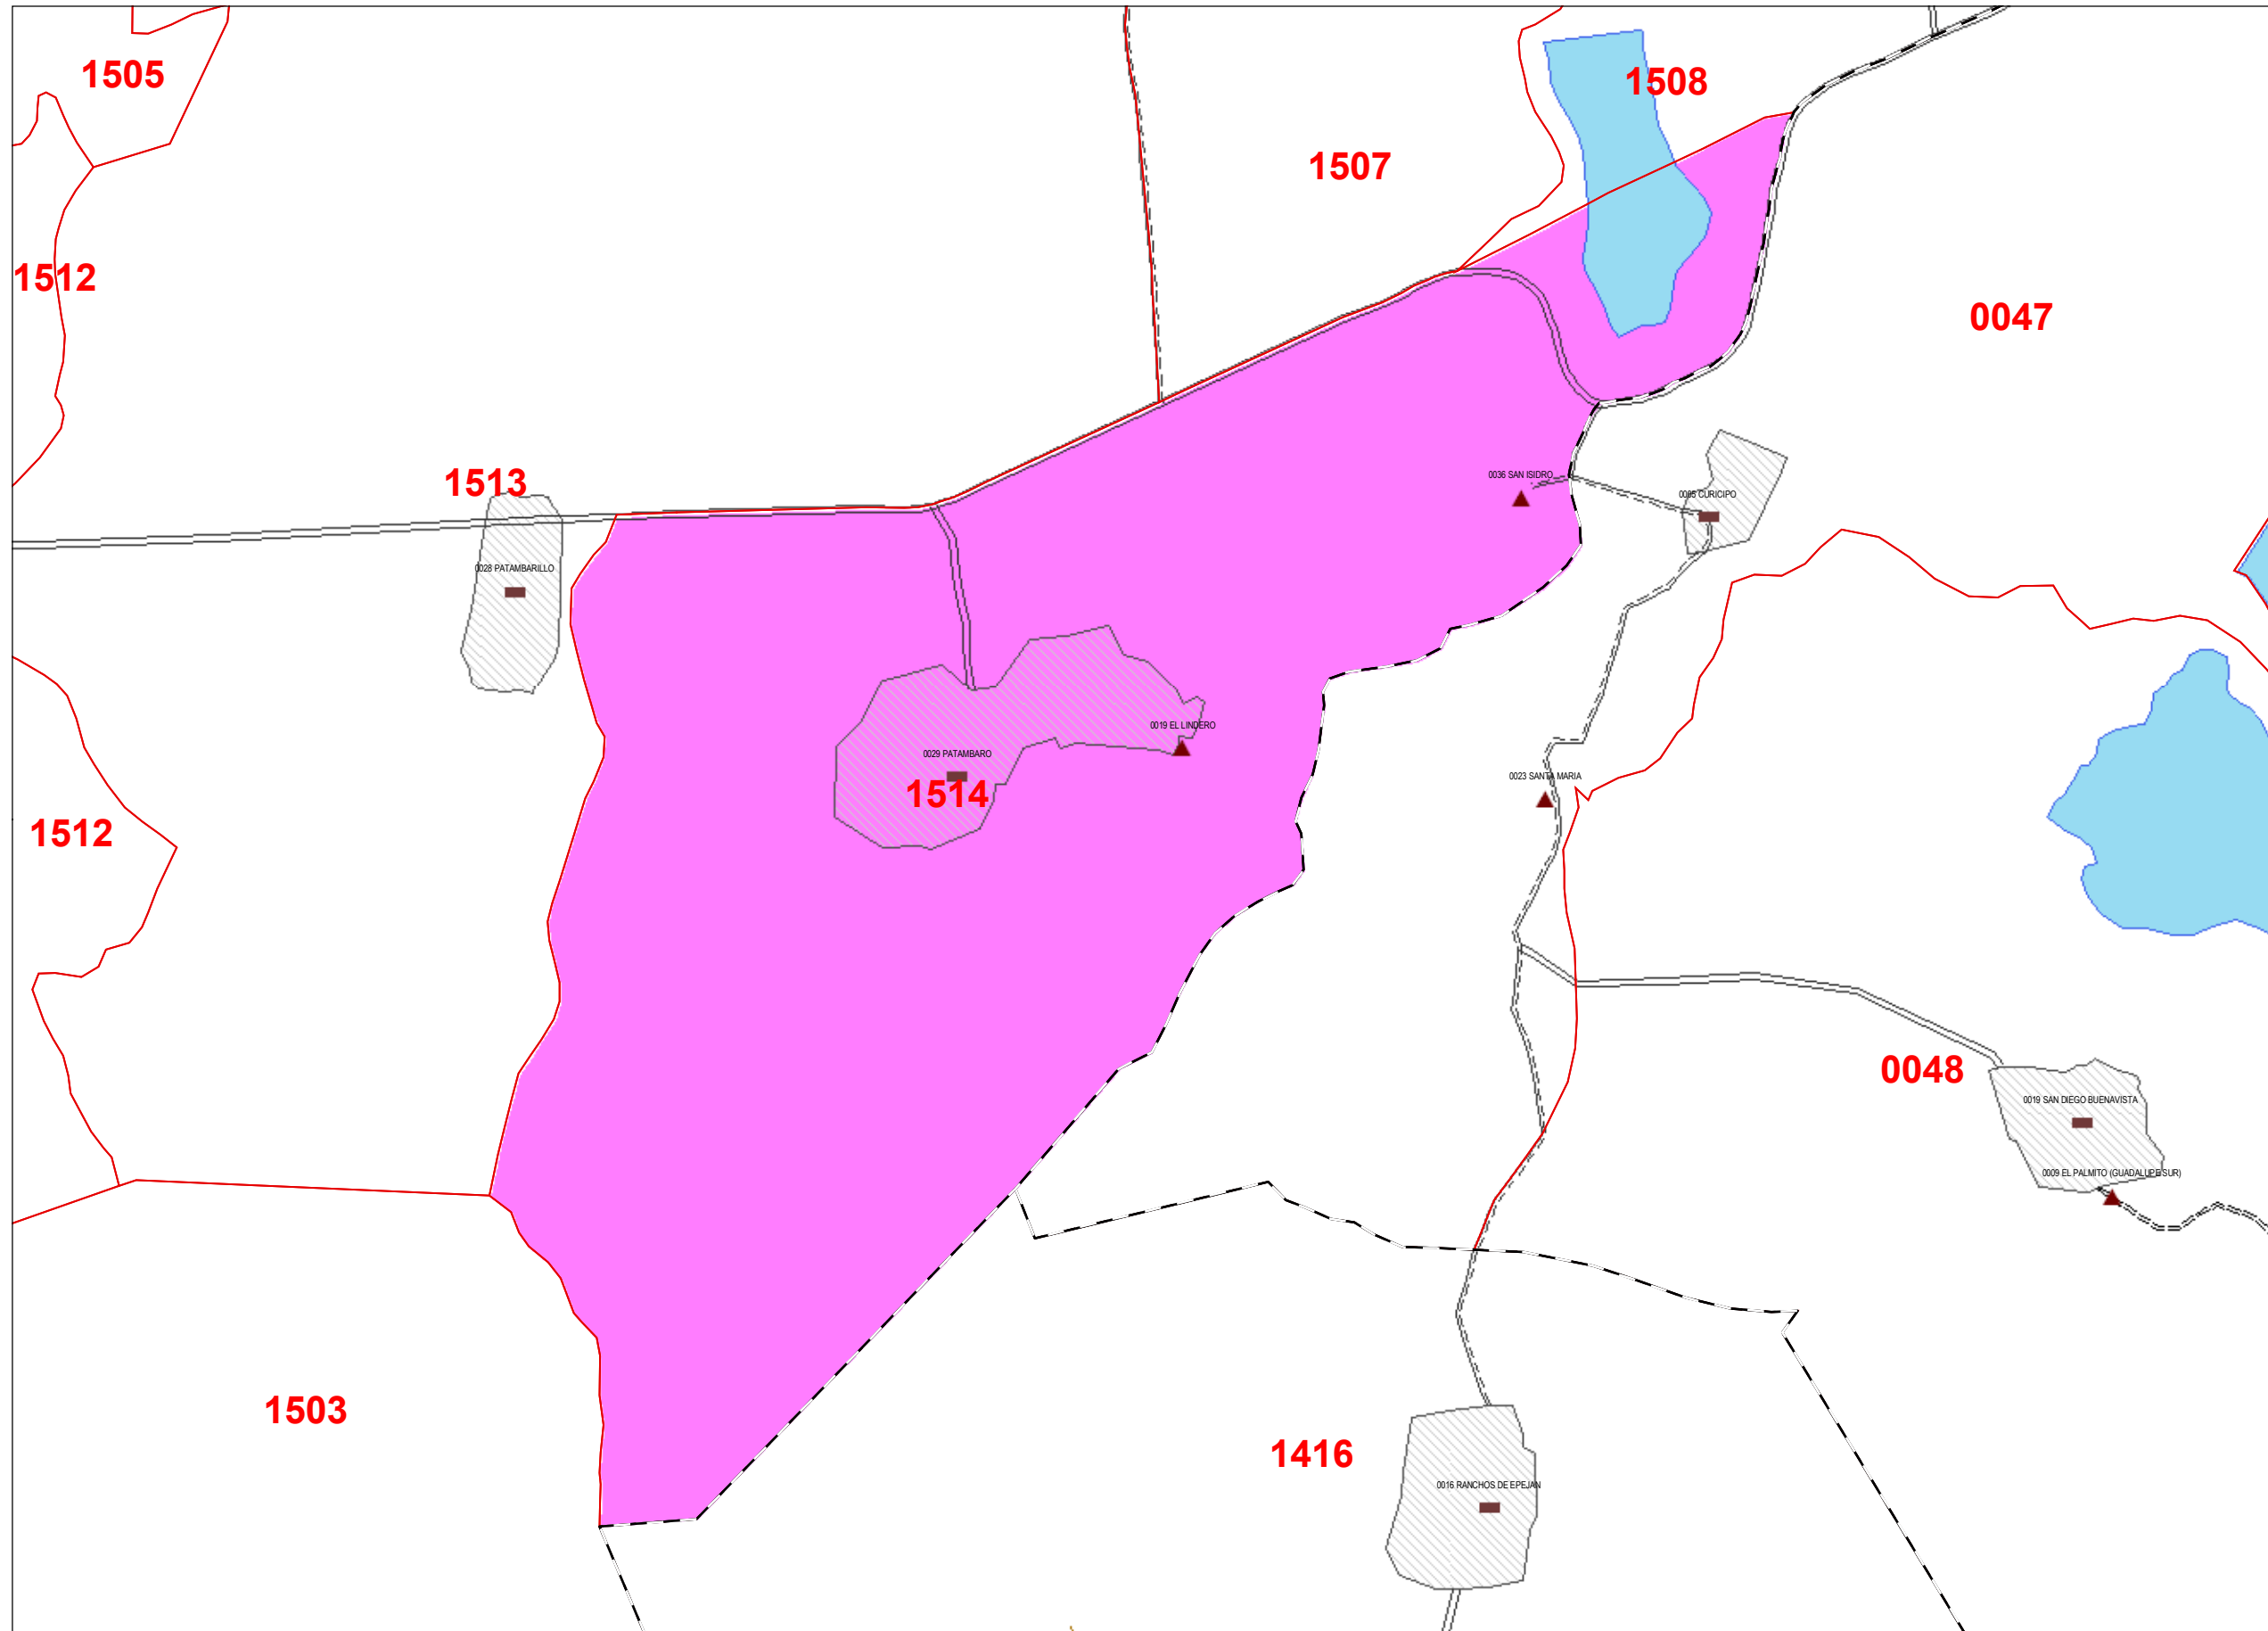 1505
1508
1507
1512
0047
0036 SAN ISIDRO
1513
0005 CURICIPO
0028 PATAMBARILLO
0019 EL LINDERO
0029 PATAMBARO
0023 SANTA MARIA
1514
1512
0048
0019 SAN DIEGO BUENAVISTA
0009 EL PALMITO (GUADALUPE SUR)
1503
1416
0016 RANCHOS DE EPEJAN